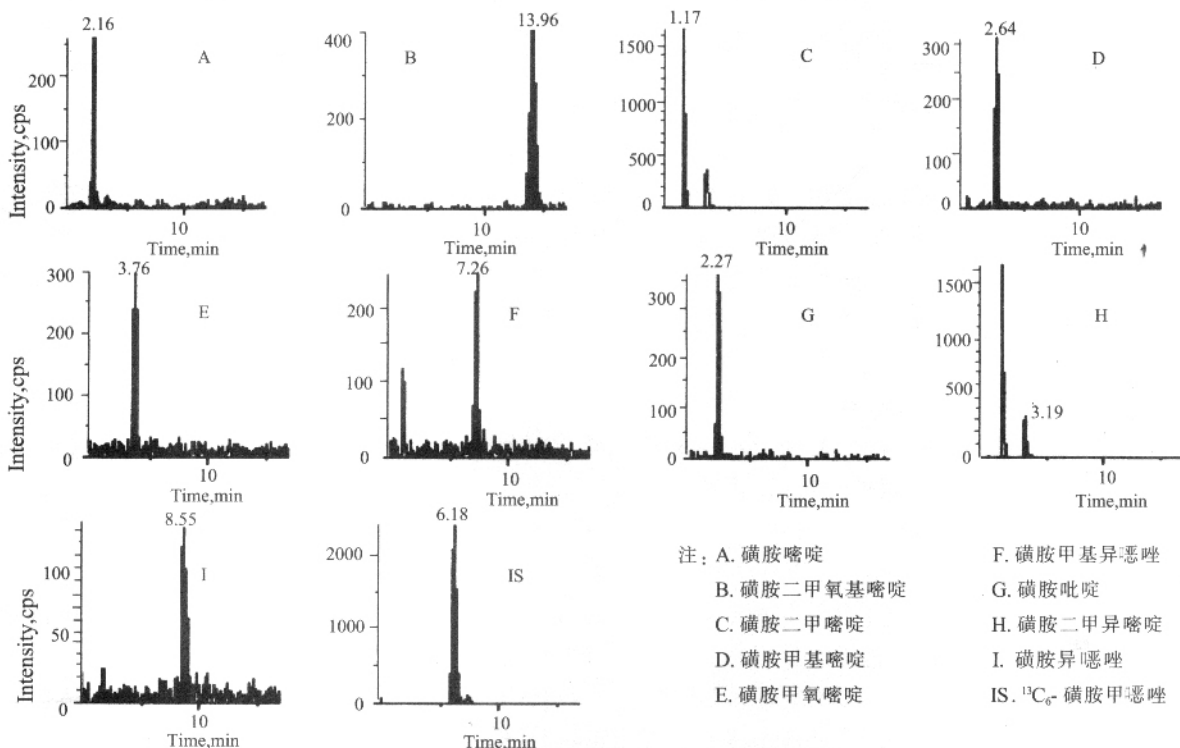 2.16
A
200
100
0
10
Time,min
Intensity,cps
13.96
B
400
200
0
10
Time,min
1.17
C
1500
1000
500
0
10
Time,min
2.64
D
300
200
100
0
10
Time,min
3.76
E
300
200
100
0
10
Time,min
Intensity,cps
7.26
F
200
100
0
10
Time,min
2.27
G
300
200
100
0
10
Time,min
H
3.19
1500
1000
500
0
10
Time,min
8.55
I
100
50
0
10
Time,min
Intensity,cps
6.18
IS
2000
1000
0
10
Time,min
注: A. 磺胺嘧啶
B. 磺胺二甲氧基嘧啶
C. 磺胺二甲嘧啶
D. 磺胺甲基嘧啶
E. 磺胺甲氧嘧啶
F. 磺胺甲基异恶唑
G. 磺胺吡啶
H. 磺胺二甲异嘧啶
I. 磺胺异恶唑
IS. ¹³C₆- 磺胺甲恶唑